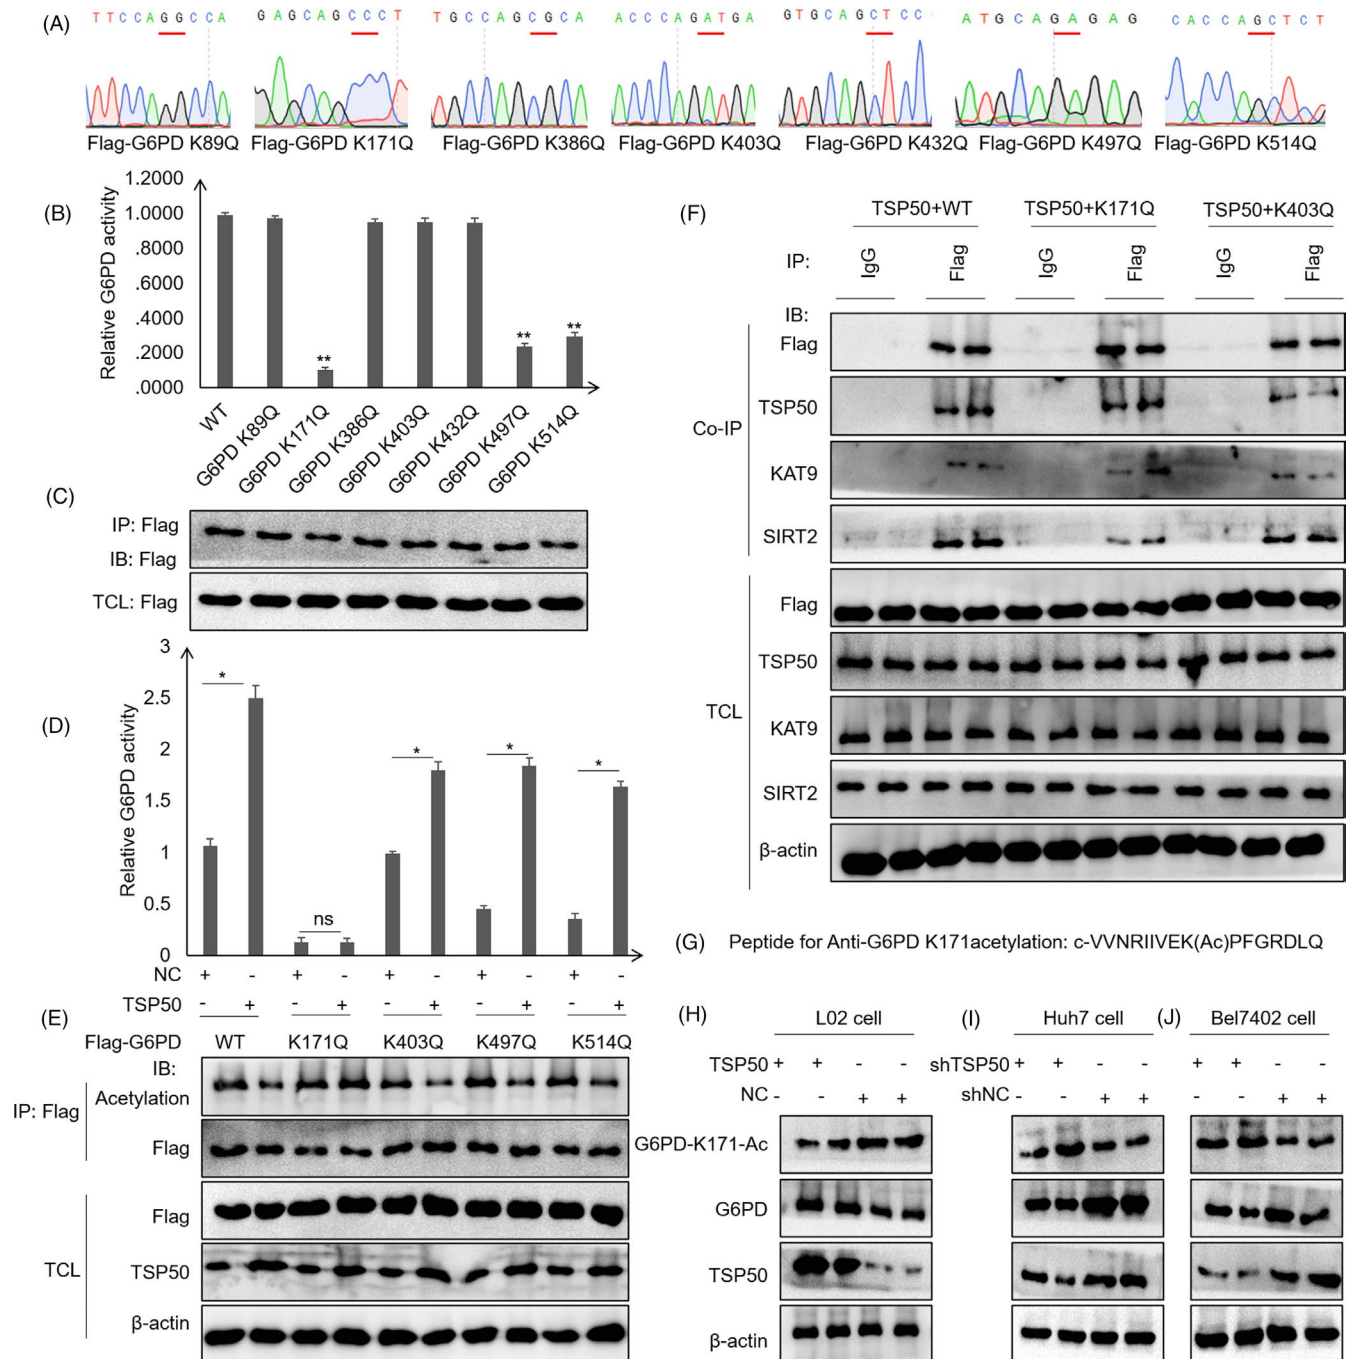 (A)
T T C C A G G C C A
G A G C A G C C C T
T G C C A G C G C A
A C C C A G A T G A
G T G C A G C T C C
A T G C A G A G A G
C A C C A G C T C T
Flag-G6PD K89Q
Flag-G6PD K171Q
Flag-G6PD K386Q
Flag-G6PD K403Q
Flag-G6PD K432Q
Flag-G6PD K497Q
Flag-G6PD K514Q
(B)
Relative G6PD activity
1.2000
1.0000
.8000
.6000
.4000
.2000
.0000
**
**
**
WT
G6PD K89Q
G6PD K171Q
G6PD K386Q
G6PD K403Q
G6PD K432Q
G6PD K497Q
G6PD K514Q
(C)
IP: Flag
IB: Flag
TCL: Flag
(D)
Relative G6PD activity
3
2.5
2
1.5
1
0.5
0
*
ns
*
*
*
NC + - + - + - + - + -
TSP50 - + - + - + - + - +
(E)
Flag-G6PD WT K171Q K403Q K497Q K514Q
IB:
IP: Flag
Acetylation
Flag
TCL
Flag
TSP50
β-actin
(F)
TSP50+WT TSP50+K171Q TSP50+K403Q
IP: IgG Flag IgG Flag IgG Flag
IB:
Co-IP
Flag
TSP50
KAT9
SIRT2
TCL
Flag
TSP50
KAT9
SIRT2
β-actin
(G) Peptide for Anti-G6PD K171acetylation: c-VVNRIIVEK(Ac)PFGRDLQ
(H) L02 cell
(I) Huh7 cell
(J) Bel7402 cell
TSP50 + + - - shTSP50 + + - - + + - -
NC - - + + shNC - - + + - - + +
G6PD-K171-Ac
G6PD
TSP50
β-actin